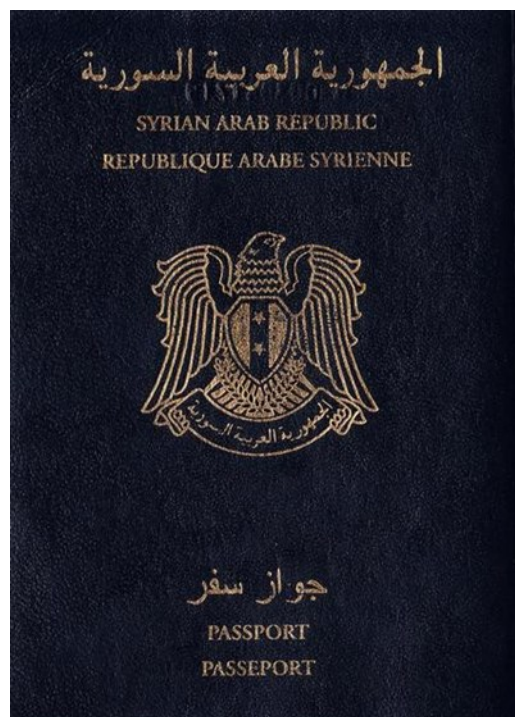 الجمهورية العربية السورية
SYRIAN ARAB REPUBLIC
REPUBLIQUE ARABE SYRIENNE
الجمهورية العربية السورية
جواز سفر
PASSPORT
PASSEPORT